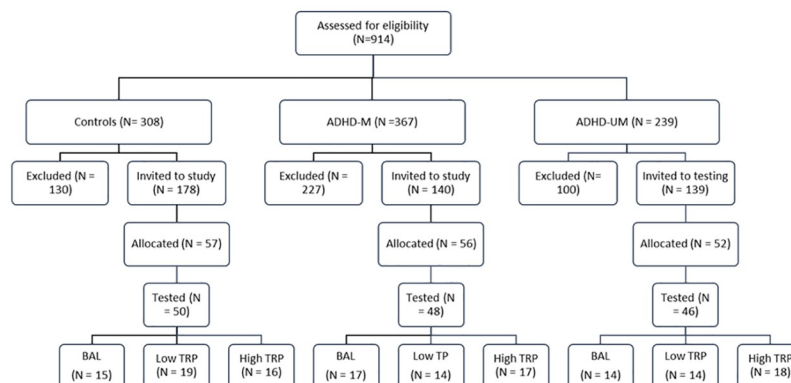 Assessed for eligibility
(N=914)
Controls (N= 308)
ADHD-M (N =367)
ADHD-UM (N = 239)
Excluded (N =
130)
Invited to study
(N = 178)
Excluded (N =
227)
Invited to study
(N = 140)
Excluded (N=
100)
Invited to testing
(N = 139)
Allocated (N = 57)
Allocated (N = 56)
Allocated (N = 52)
Tested (N
= 50)
Tested (N
= 48)
Tested (N
= 46)
BAL
(N = 15)
Low TRP
(N = 19)
High TRP
(N = 16)
BAL
(N = 17)
Low TP
(N = 14)
High TRP
(N = 17)
BAL
(N = 14)
Low TRP
(N = 14)
High TRP
(N = 18)